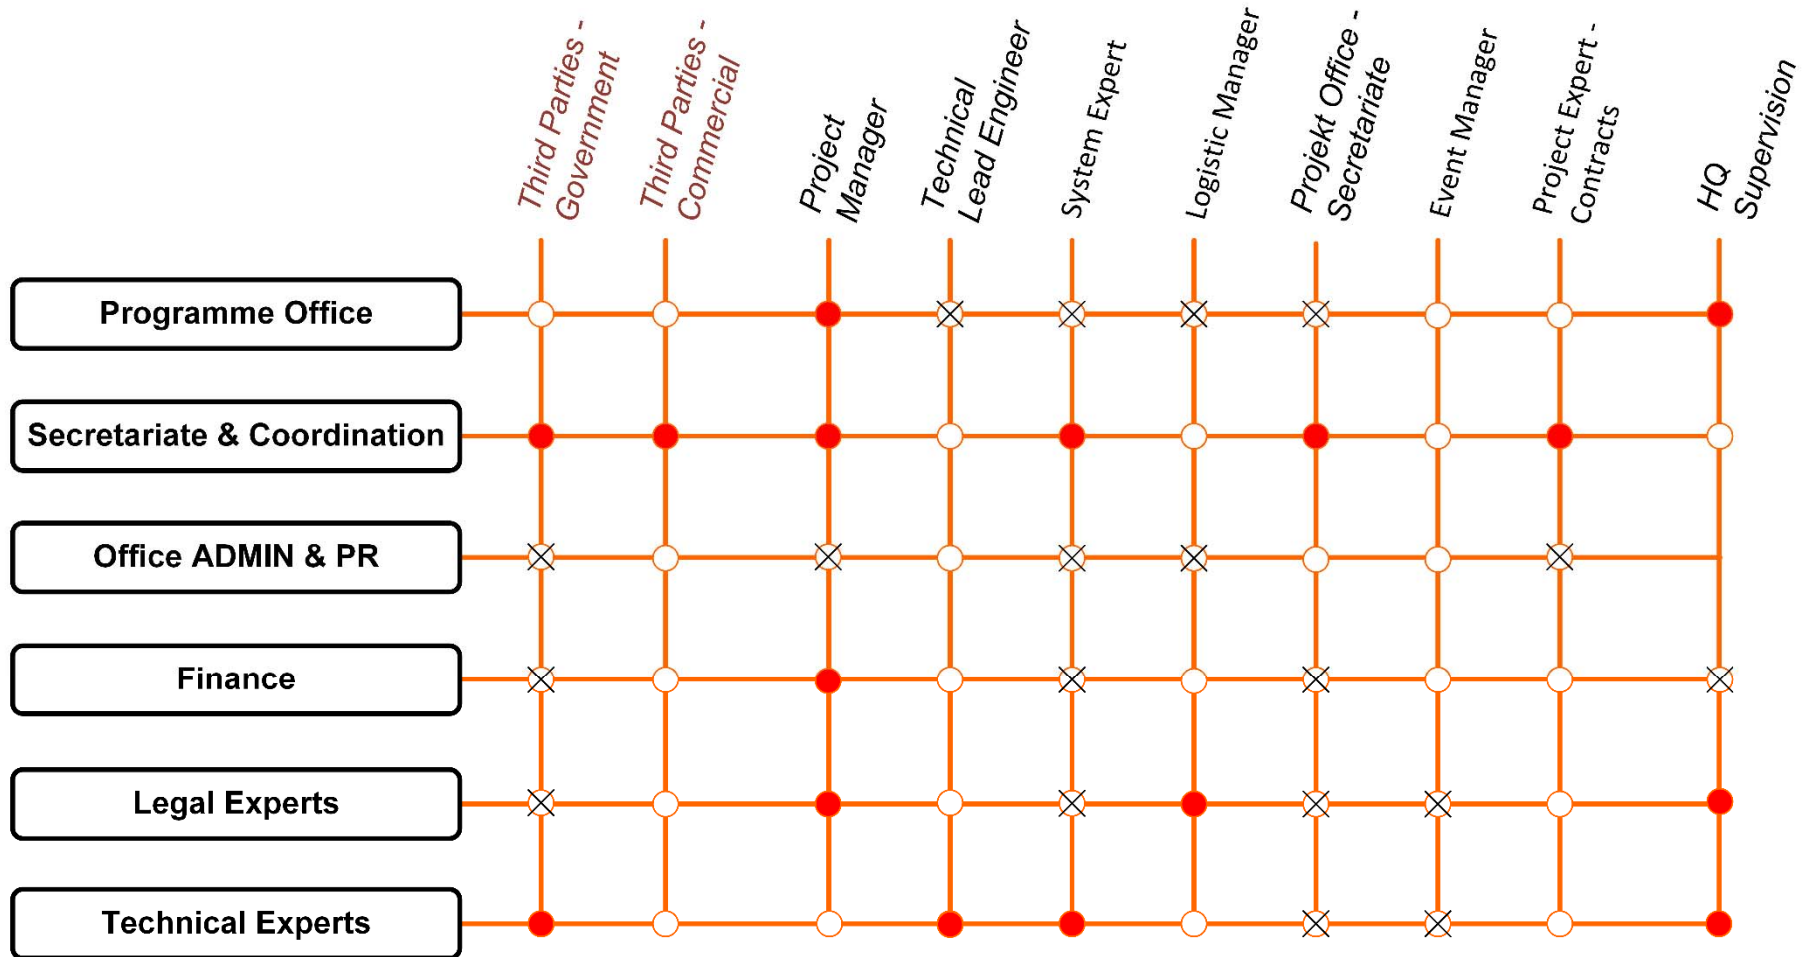 Third Parties -
Government
Third Parties -
Commercial
Project
Manager
Technical
Lead Engineer
System Expert
Logistic Manager
Projekt Office -
Secretariate
Event Manager
Project Expert -
Contracts
HQ
Supervision
Programme Office
Secretariate & Coordination
Office ADMIN & PR
Finance
Legal Experts
Technical Experts